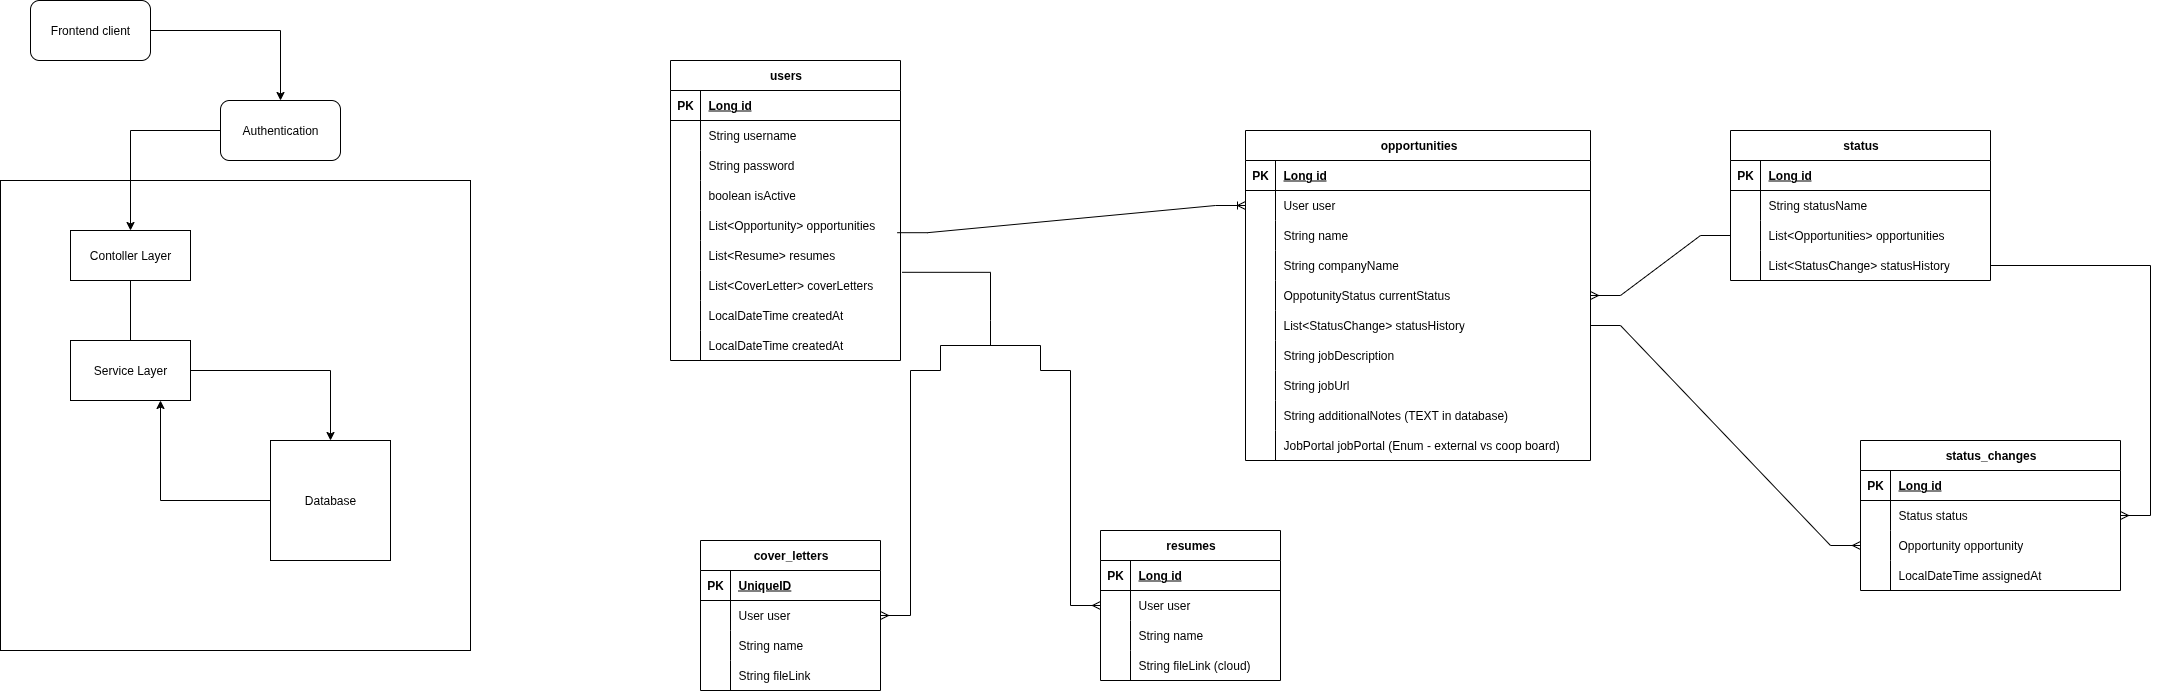 Frontend client
Authentication
Contoller Layer
Service Layer
Database
users
PK Long id
String username
String password
boolean isActive
List<Opportunity> opportunities
List<Resume> resumes
List<CoverLetter> coverLetters
LocalDateTime createdAt
LocalDateTime createdAt
cover_letters
PK UniqueID
User user
String name
String fileLink
resumes
PK Long id
User user
String name
String fileLink (cloud)
opportunities
PK Long id
User user
String name
String companyName
OppotunityStatus currentStatus
List<StatusChange> statusHistory
String jobDescription
String jobUrl
String additionalNotes (TEXT in database)
JobPortal jobPortal (Enum - external vs coop board)
status
PK Long id
String statusName
List<Opportunities> opportunities
List<StatusChange> statusHistory
status_changes
PK Long id
Status status
Opportunity opportunity
LocalDateTime assignedAt